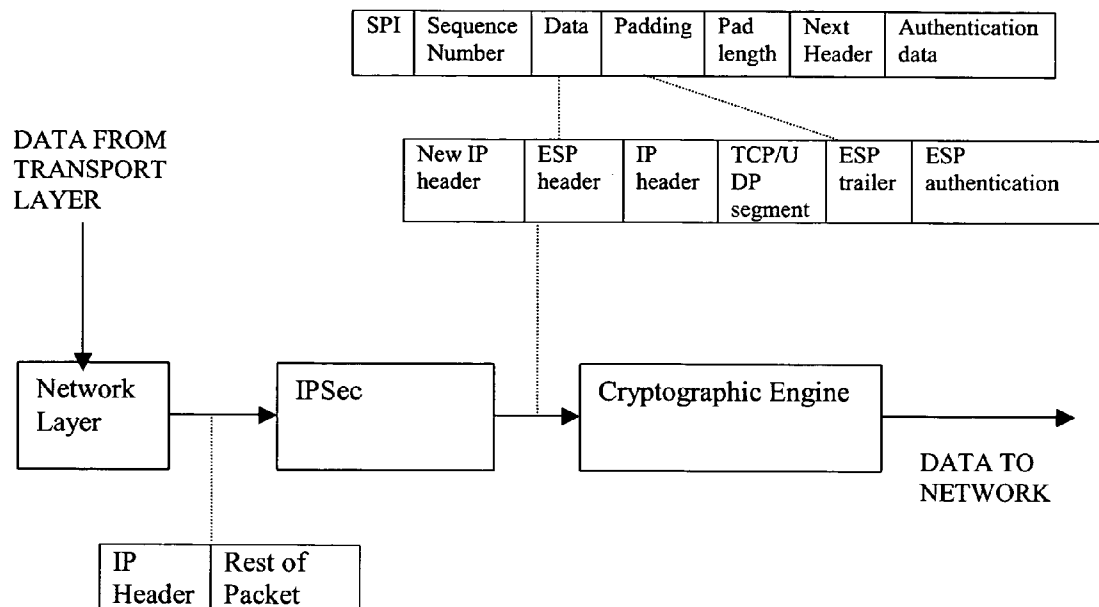 SPI
Sequence
Number
Data
Padding
Pad
length
Next
Header
Authentication
data
DATA FROM
TRANSPORT
LAYER
New IP
header
ESP
header
IP
header
TCP/U
DP
segment
ESP
trailer
ESP
authentication
Network
Layer
IPSec
Cryptographic Engine
DATA TO
NETWORK
IP
Header
Rest of
Packet